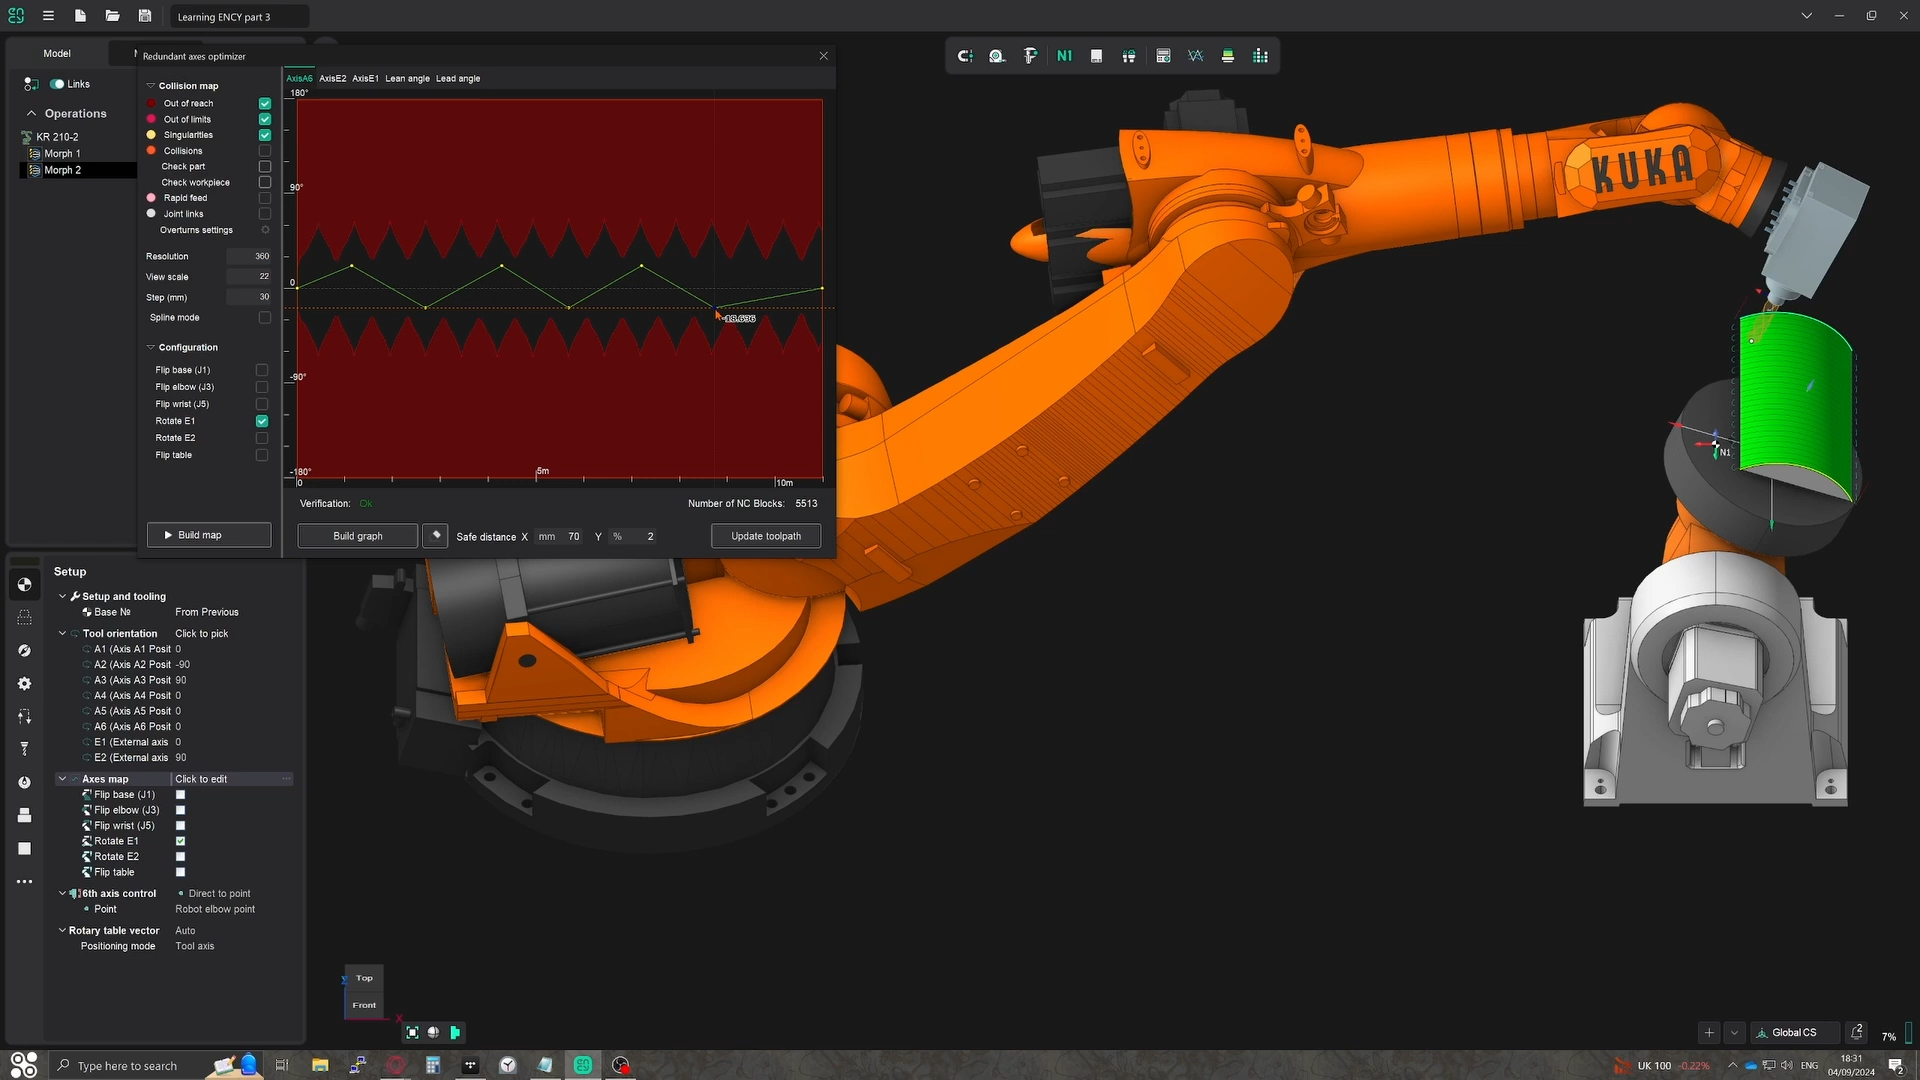 Learning ENCY part 3
Model
Links
Operations
KR 210-2
Morph 1
Morph 2
Redundant axes optimizer
Collision map
Out of reach
Out of limits
Singularities
Collisions
Check part
Check workpiece
Rapid feed
Joint links
Overturns settings
Resolution 360
View scale 22
Step (mm) 30
Spline mode
Configuration
Flip base (J1)
Flip elbow (J3)
Flip wrist (J5)
Rotate E1
Rotate E2
Flip table
Build map
AxisA6 AxisE2 AxisE1 Lean angle Lead angle
180°
90°
0
-18.636
-90°
-180°
0 5m 10m
Verification: Ok
Number of NC Blocks: 5513
Build graph
Safe distance X mm 70 Y % 2
Update toolpath
N1
KUKA
N1
Setup
Setup and tooling
Base № From Previous
Tool orientation Click to pick
A1 (Axis A1 Posit 0
A2 (Axis A2 Posit -90
A3 (Axis A3 Posit 90
A4 (Axis A4 Posit 0
A5 (Axis A5 Posit 0
A6 (Axis A6 Posit 0
E1 (External axis 0
E2 (External axis 90
Axes map Click to edit
Flip base (J1)
Flip elbow (J3)
Flip wrist (J5)
Rotate E1
Rotate E2
Flip table
6th axis control Direct to point
Point Robot elbow point
Rotary table vector Auto
Positioning mode Tool axis
Top
Front
X
Global CS
2
7%
Type here to search
UK 100 -0.22%
ENG
18:31
04/09/2024
2